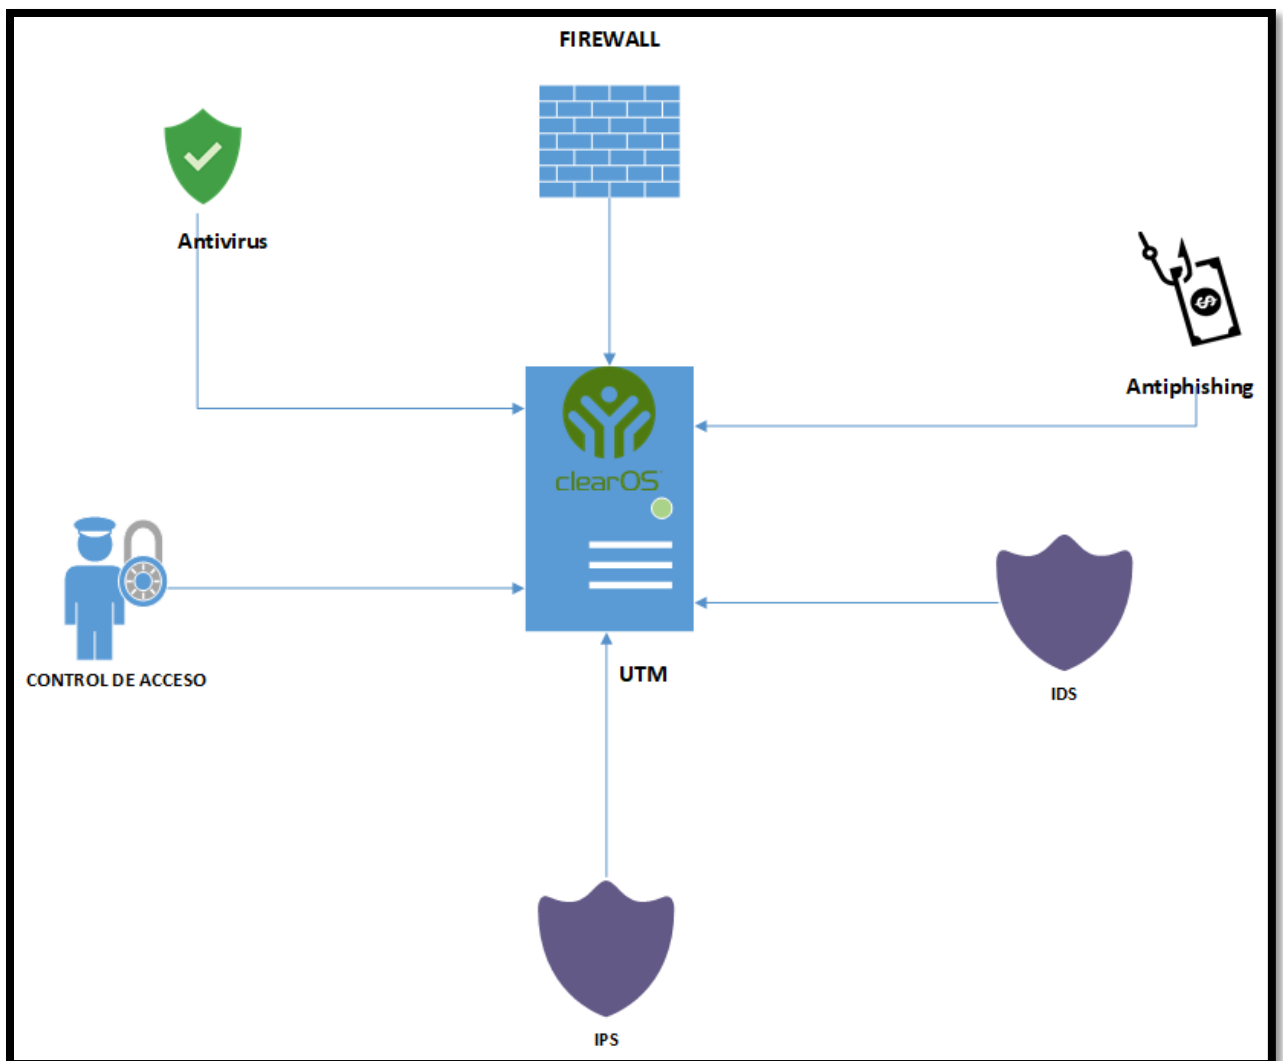 FIREWALL
Antivirus
Antiphishing
clearOS
CONTROL DE ACCESO
UTM
IDS
IPS